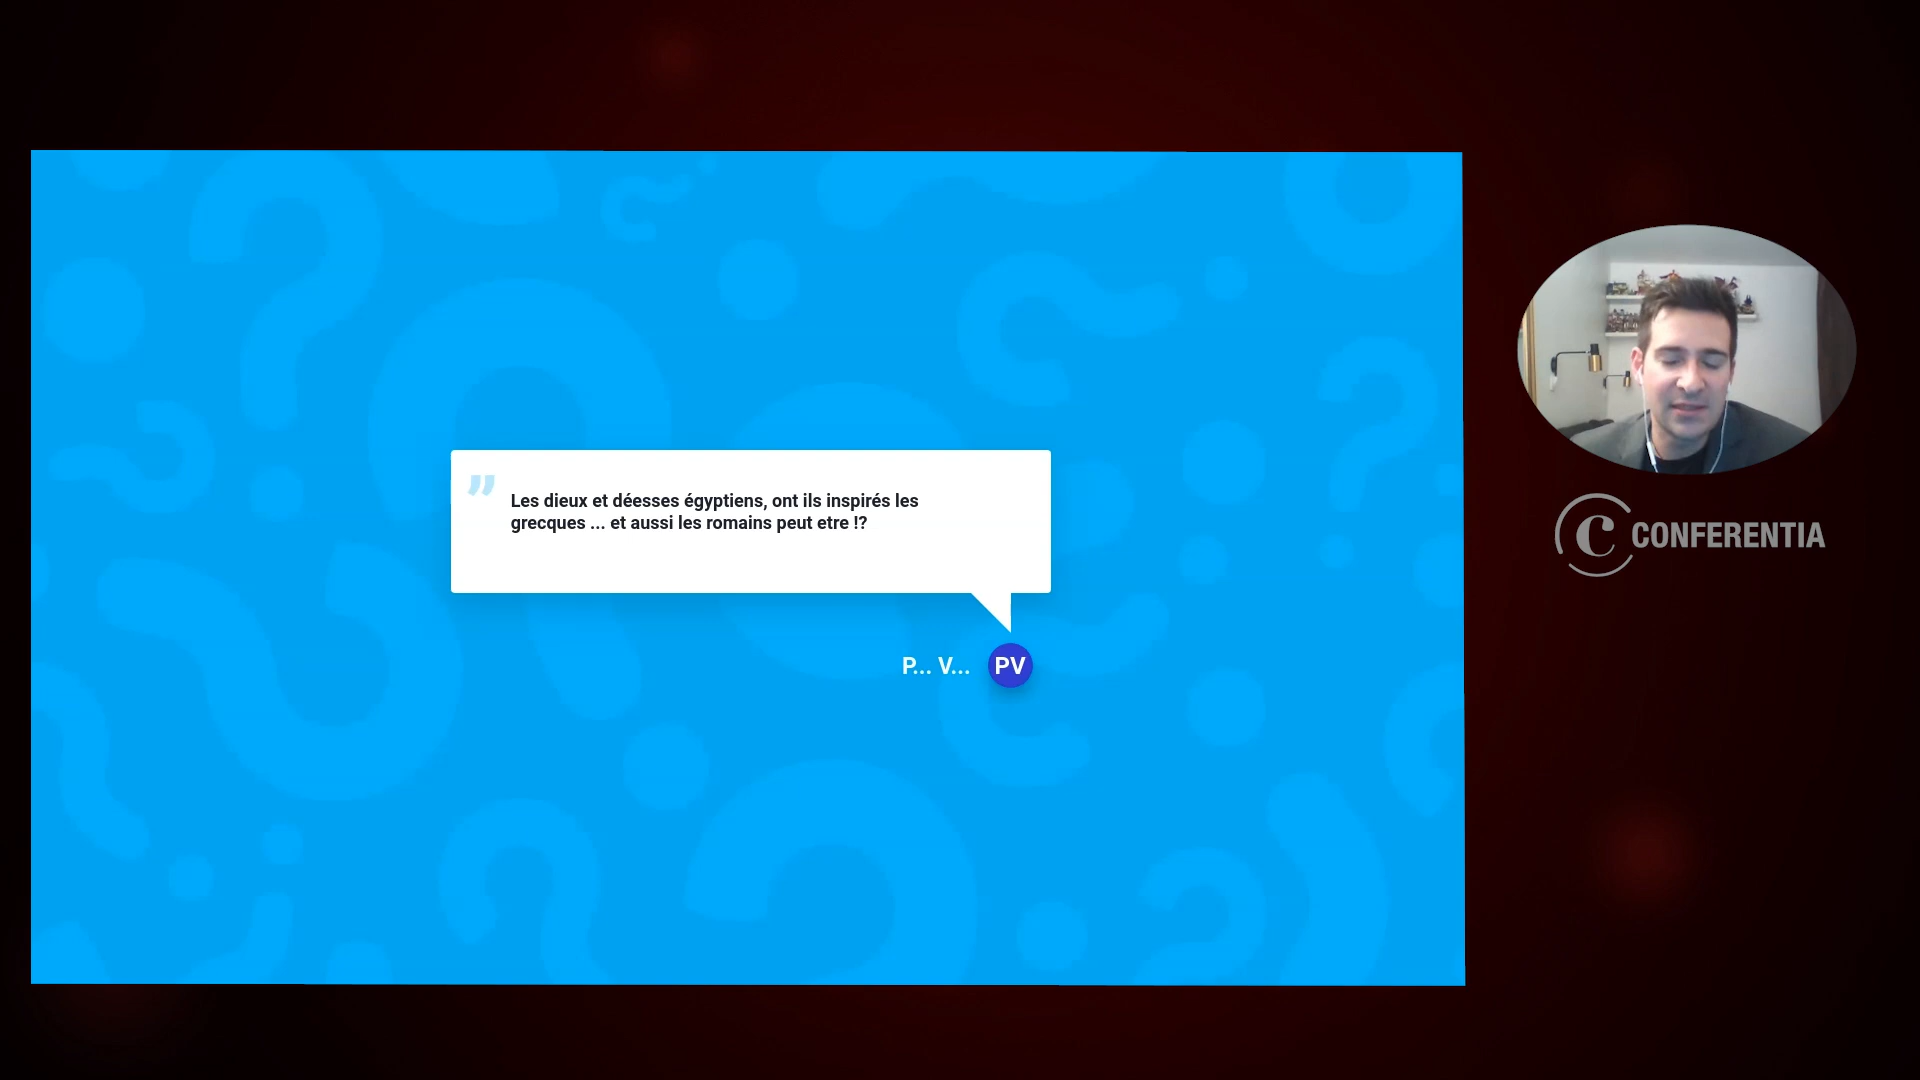 Les dieux et déesses égyptiens, ont ils inspirés les
grecques ... et aussi les romains peut etre !?
P... V...
PV
C CONFERENTIA